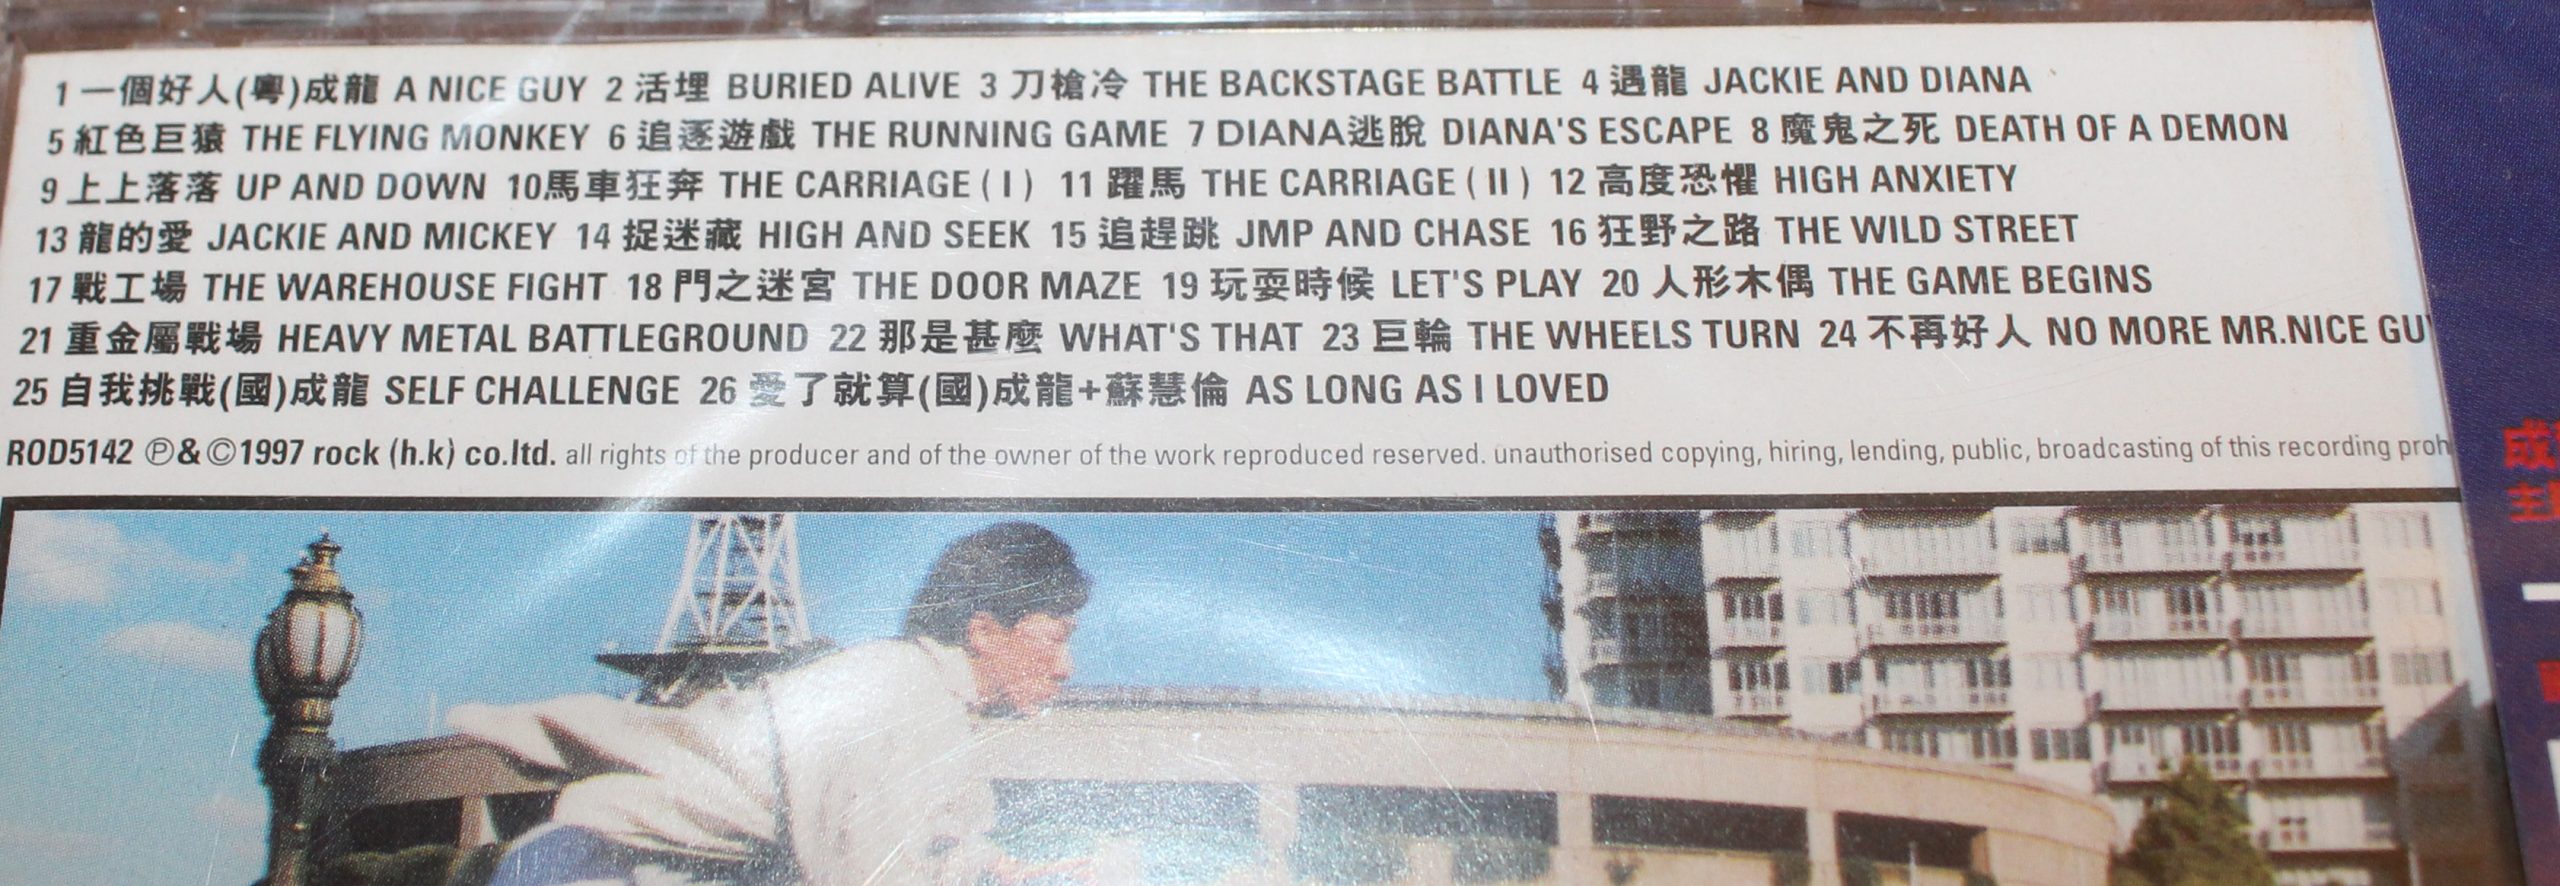 1 一個好人(粵)成龍 A NICE GUY 2 活埋 BURIED ALIVE 3 刀槍冷 THE BACKSTAGE BATTLE 4 遇龍 JACKIE AND DIANA
5 紅色巨猿 THE FLYING MONKEY 6 追逐遊戲 THE RUNNING GAME 7 DIANA逃脫 DIANA'S ESCAPE 8 魔鬼之死 DEATH OF A DEMON
9 上上落落 UP AND DOWN 10馬車狂奔 THE CARRIAGE ( I ) 11 躍馬 THE CARRIAGE ( II ) 12 高度恐懼 HIGH ANXIETY
13 龍的愛 JACKIE AND MICKEY 14 捉迷藏 HIGH AND SEEK 15 追趕跳 JMP AND CHASE 16 狂野之路 THE WILD STREET
17 戰工場 THE WAREHOUSE FIGHT 18 門之迷宮 THE DOOR MAZE 19 玩耍時候 LET'S PLAY 20 人形木偶 THE GAME BEGINS
21 重金屬戰場 HEAVY METAL BATTLEGROUND 22 那是甚麼 WHAT'S THAT 23 巨輪 THE WHEELS TURN 24 不再好人 NO MORE MR.NICE GU
25 自我挑戰(國)成龍 SELF CHALLENGE 26 愛了就算(國)成龍+蘇慧倫 AS LONG AS I LOVED
ROD5142 Ⓟ&©1997 rock (h.k) co.ltd. all rights of the producer and of the owner of the work reproduced reserved. unauthorised copying, hiring, lending, public, broadcasting of this recording proh
成